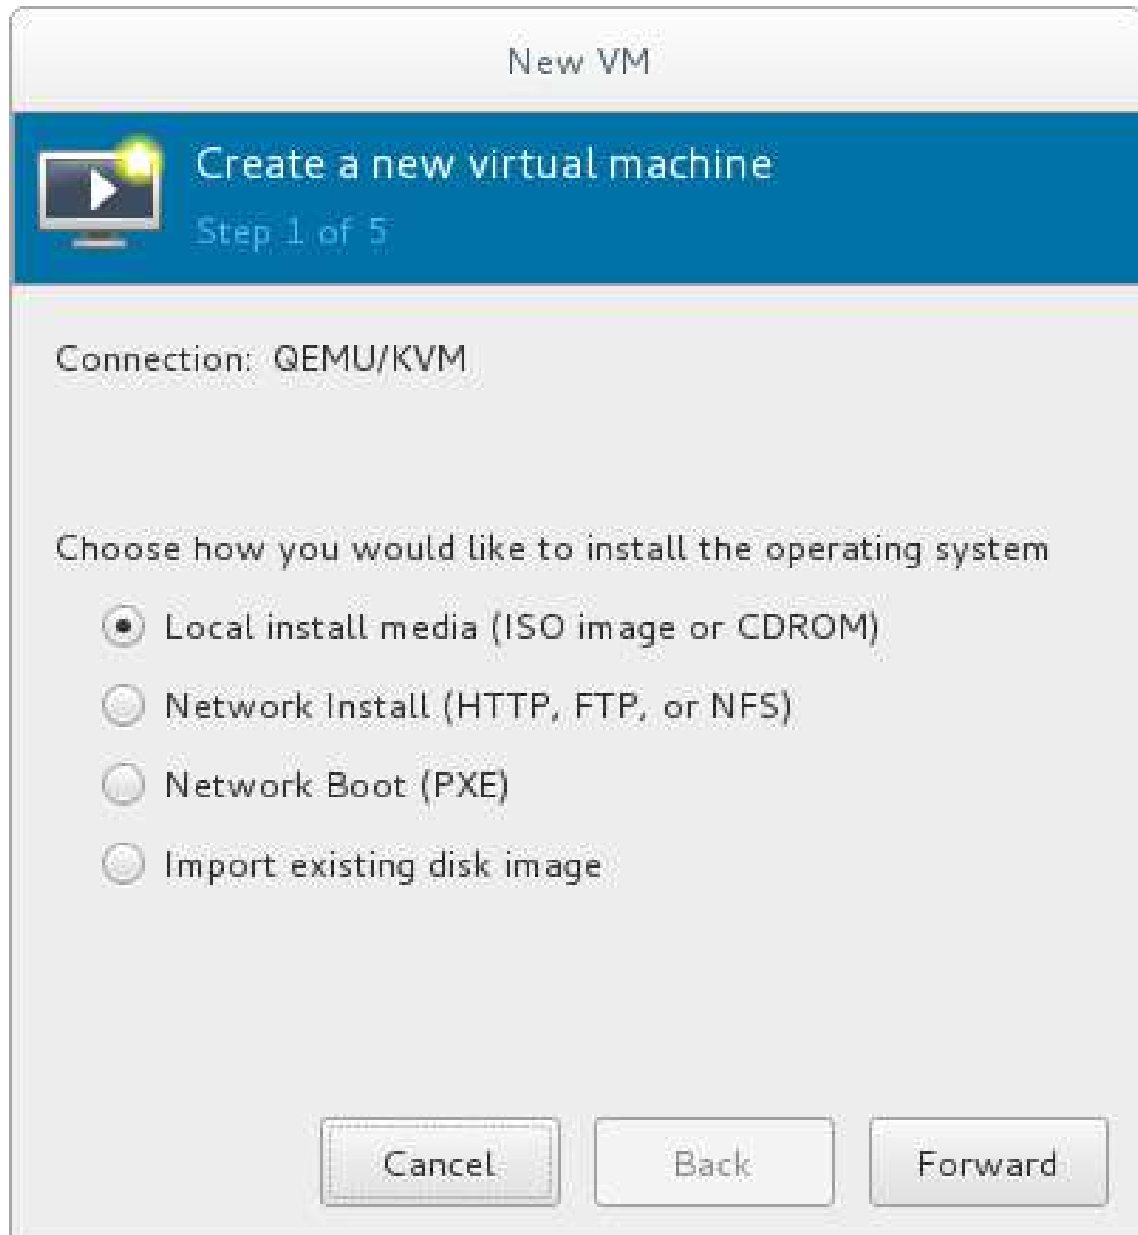 New VM
Create a new virtual machine
Step 1 of 5
Connection: QEMU/KVM
Choose how you would like to install the operating system
Local install media (ISO image or CDROM)
Network Install (HTTP, FTP, or NFS)
Network Boot (PXE)
Import existing disk image
Cancel Back Forward